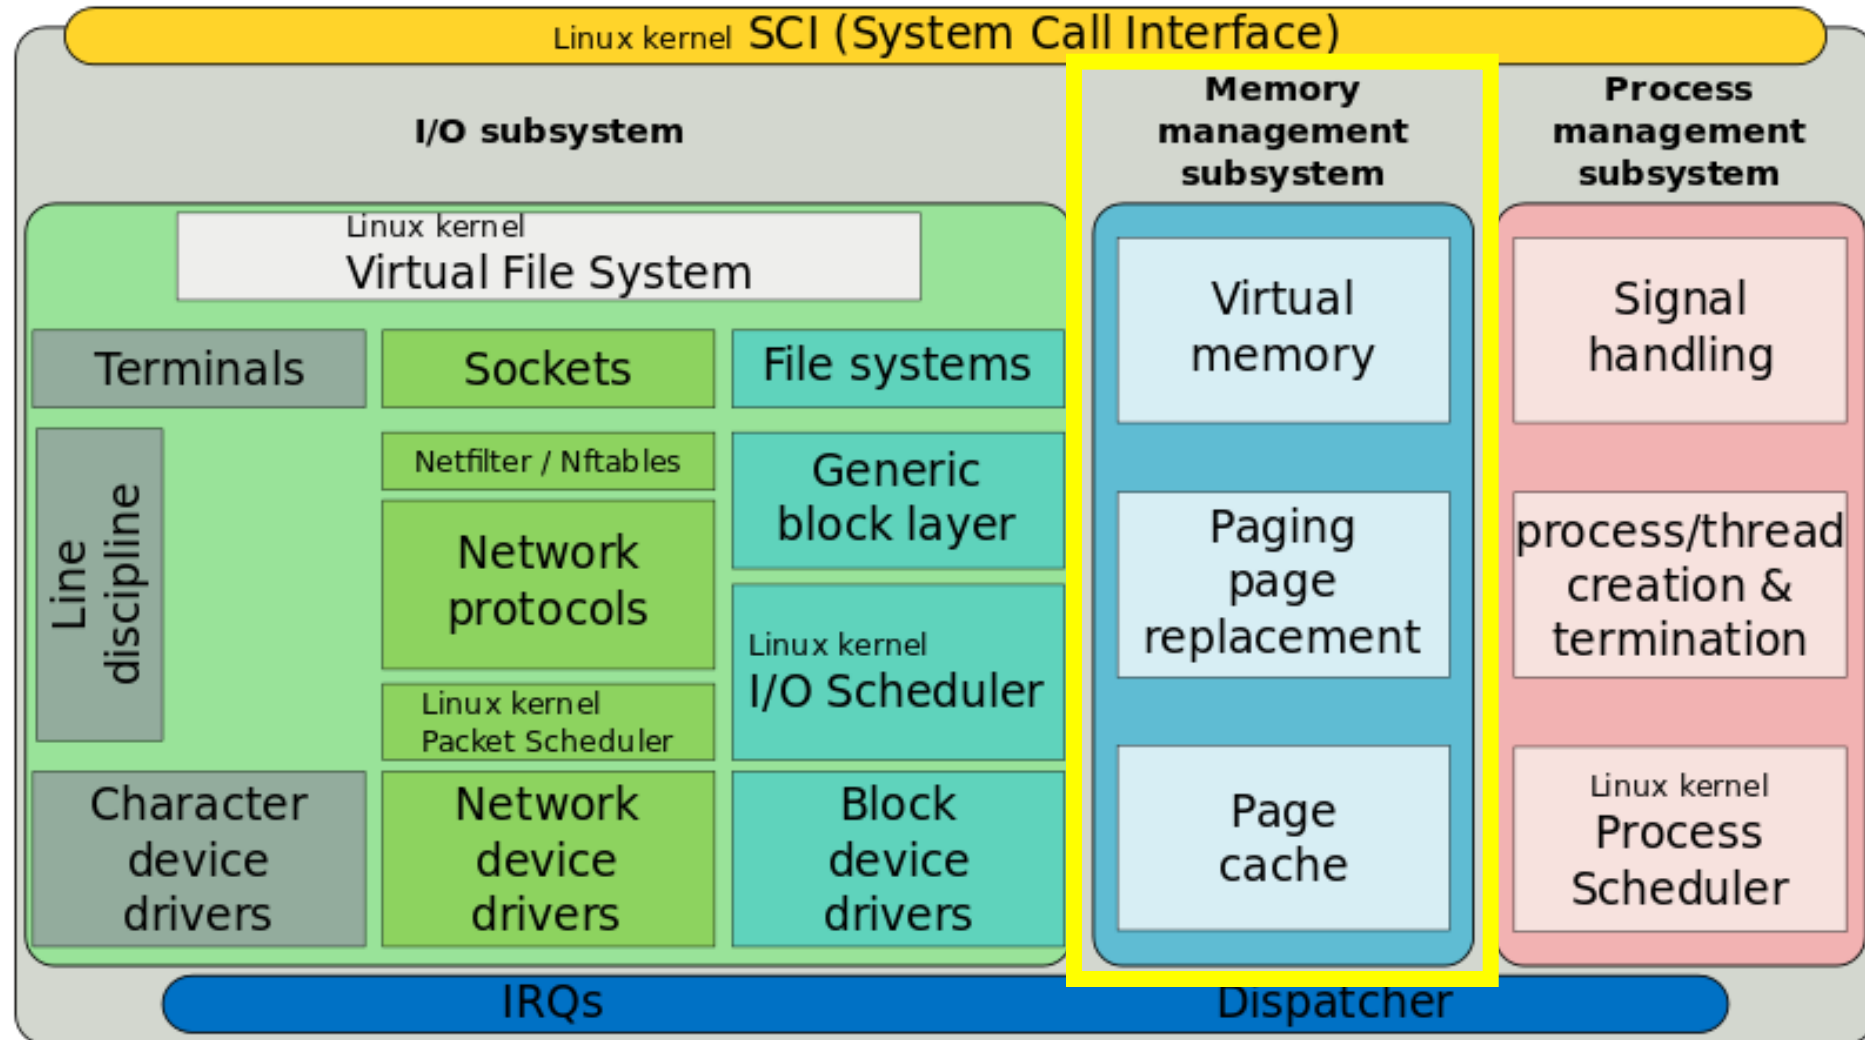 Linux kernel SCI (System Call Interface)
I/O subsystem
Memory
management
subsystem
Process
management
subsystem
Linux kernel
Virtual File System
Terminals
Sockets
File systems
Line
discipline
Netfilter / Nftables
Network
protocols
Linux kernel
Packet Scheduler
Generic
block layer
Linux kernel
I/O Scheduler
Character
device
drivers
Network
device
drivers
Block
device
drivers
Virtual
memory
Paging
page
replacement
Page
cache
Signal
handling
process/thread
creation &
termination
Linux kernel
Process
Scheduler
IRQs
Dispatcher